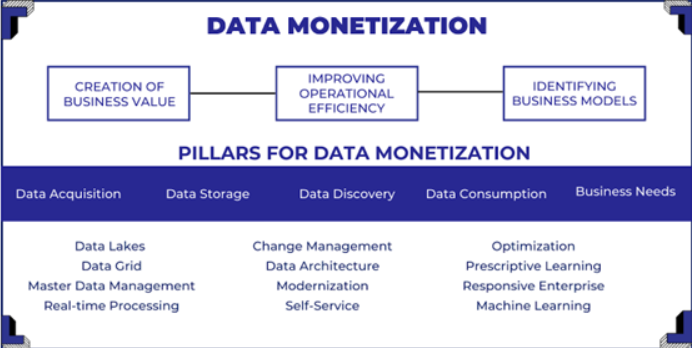 DATA MONETIZATION
CREATION OF
BUSINESS VALUE
IMPROVING
OPERATIONAL
EFFICIENCY
IDENTIFYING
BUSINESS MODELS
PILLARS FOR DATA MONETIZATION
Data Acquisition
Data Storage
Data Discovery
Data Consumption
Business Needs
Data Lakes
Data Grid
Master Data Management
Real-time Processing
Change Management
Data Architecture
Modernization
Self-Service
Optimization
Prescriptive Learning
Responsive Enterprise
Machine Learning